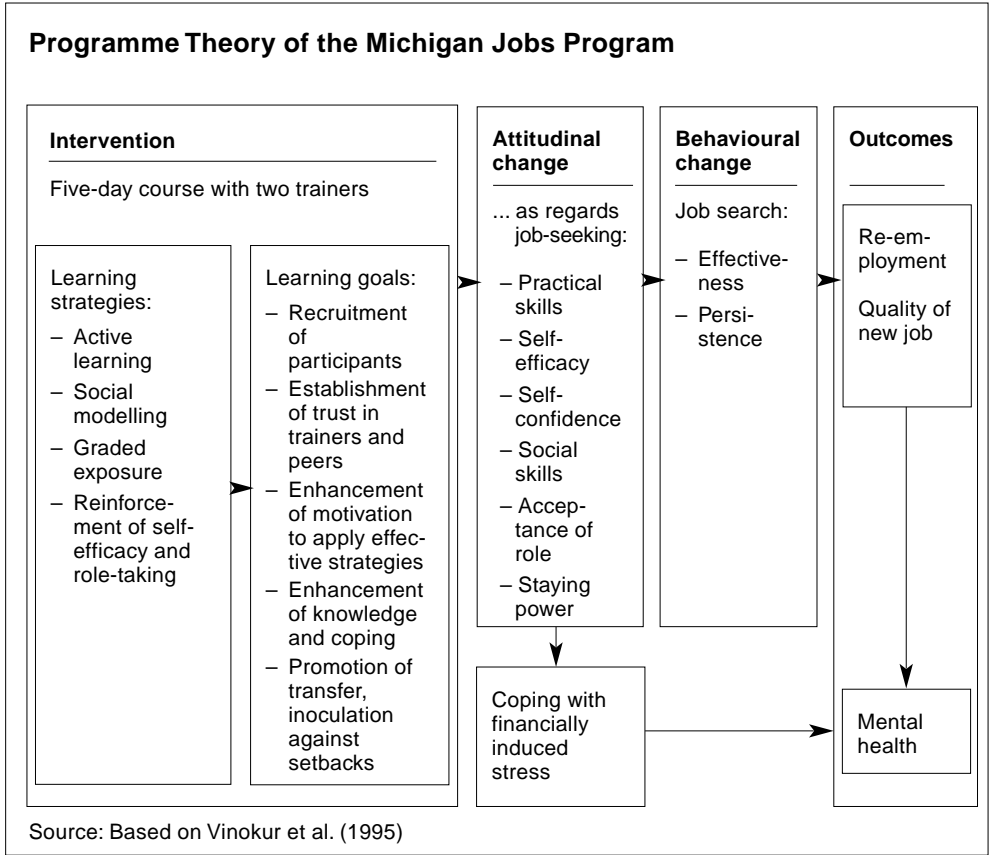 Programme Theory of the Michigan Jobs Program
Intervention
Five-day course with two trainers
Learning
strategies:
– Active
learning
– Social
modelling
– Graded
exposure
– Reinforce-
ment of self-
efficacy and
role-taking
Learning goals:
– Recruitment
of
participants
– Establishment
of trust in
trainers and
peers
– Enhancement
of motivation
to apply effec-
tive strategies
– Enhancement
of knowledge
and coping
– Promotion of
transfer,
inoculation
against
setbacks
Attitudinal
change
... as regards
job-seeking:
– Practical
skills
– Self-
efficacy
– Self-
confidence
– Social
skills
– Accep-
tance of
role
– Staying
power
Coping with
financially
induced
stress
Behavioural
change
Job search:
– Effective-
ness
– Persi-
stence
Outcomes
Re-em-
ployment
Quality of
new job
Mental
health
Source: Based on Vinokur et al. (1995)